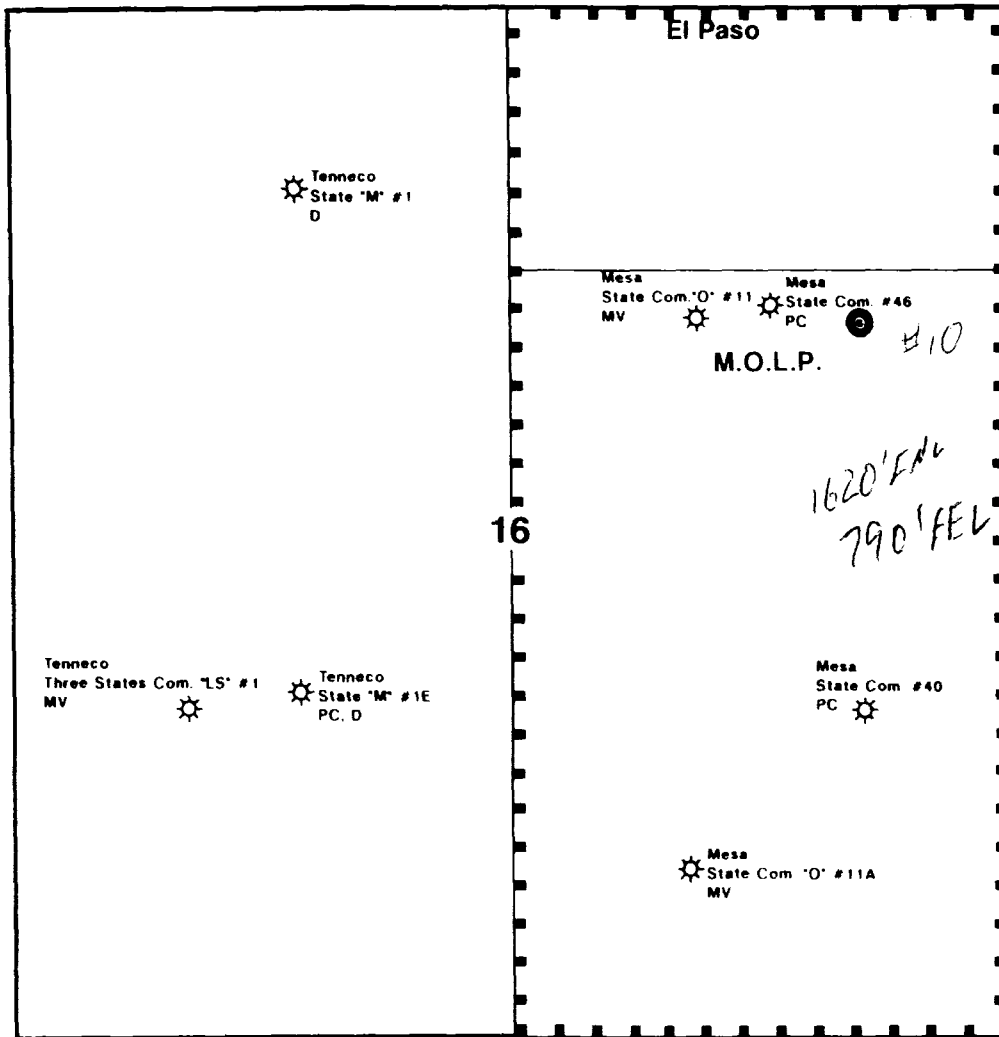 El Paso
Tenneco
State "M" #1
D
Mesa
State Com. "O" #11
MV
Mesa
State Com. #46
PC
#10
M.O.L.P.
1620' FNL
790' FEL
16
Tenneco
Three States Com. "LS" #1
MV
Tenneco
State "M" #1E
PC, D
Mesa
State Com #40
PC
Mesa
State Com "O" #11A
MV